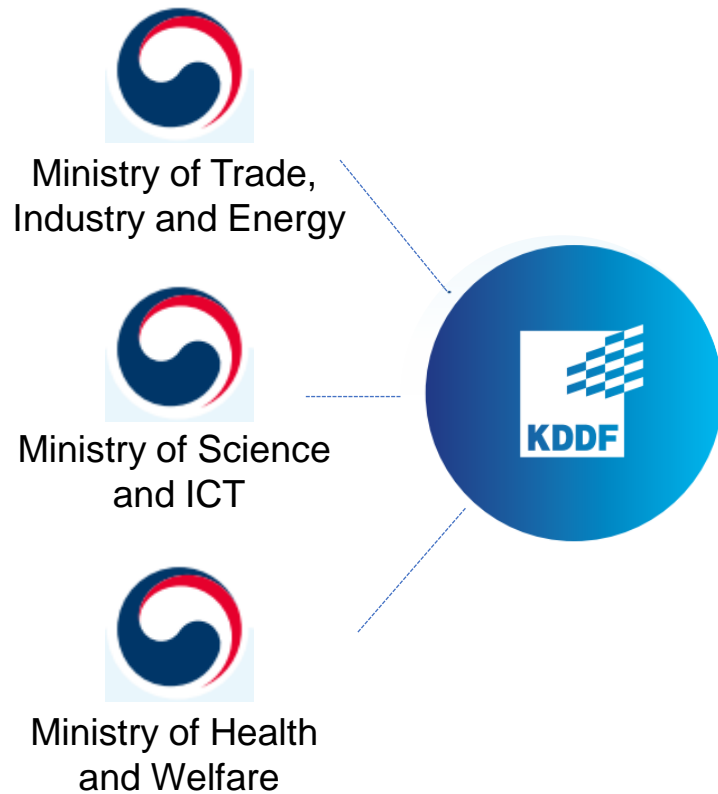 Ministry of Trade,
Industry and Energy
Ministry of Science
and ICT
KDDF
Ministry of Health
and Welfare